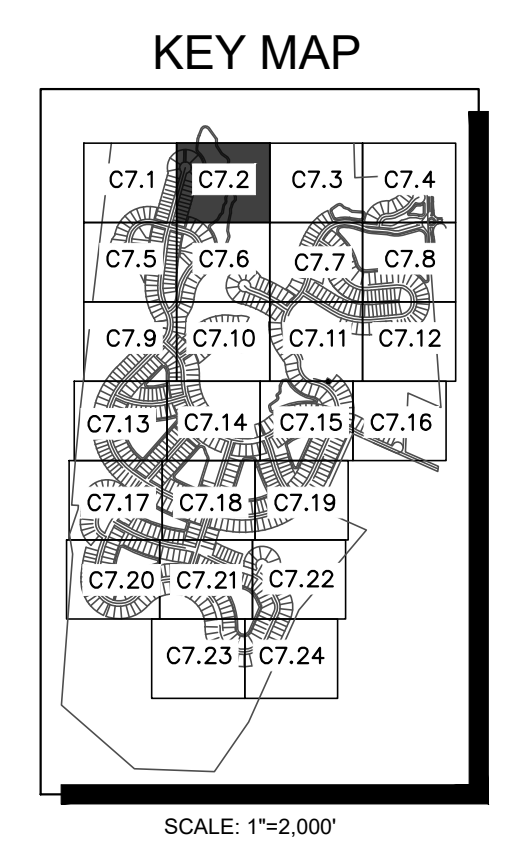 KEY MAP
C7.1 C7.2 C7.3 C7.4
C7.5 C7.6 C7.7 C7.8
C7.9 C7.10 C7.11 C7.12
C7.13 C7.14 C7.15 C7.16
C7.17 C7.18 C7.19
C7.20 C7.21 C7.22
C7.23 C7.24
SCALE: 1"=2,000'